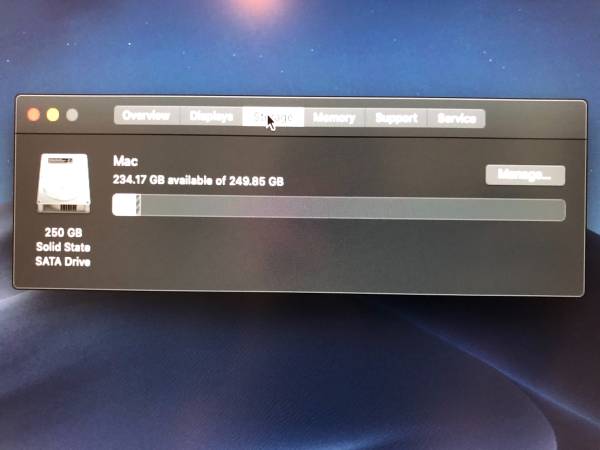 Overview Displays Storage Memory Support Service
Mac
234.17 GB available of 249.85 GB
Manage...
250 GB
Solid State
SATA Drive